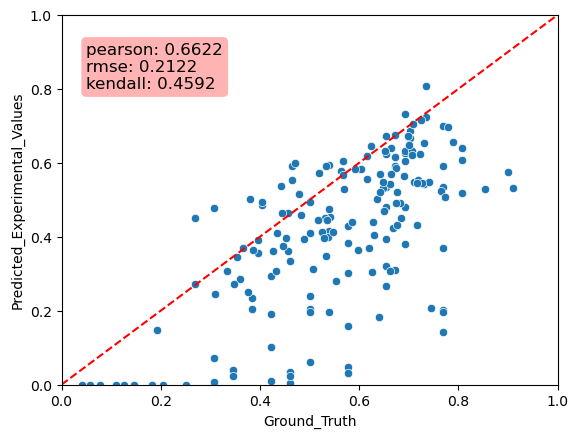 1.0
pearson: 0.6622
rmse: 0.2122
kendall: 0.4592
0.8
0.6
0.4
0.2
0.0
Predicted_Experimental_Values
0.0 0.2 0.4 0.6 0.8 1.0
Ground_Truth